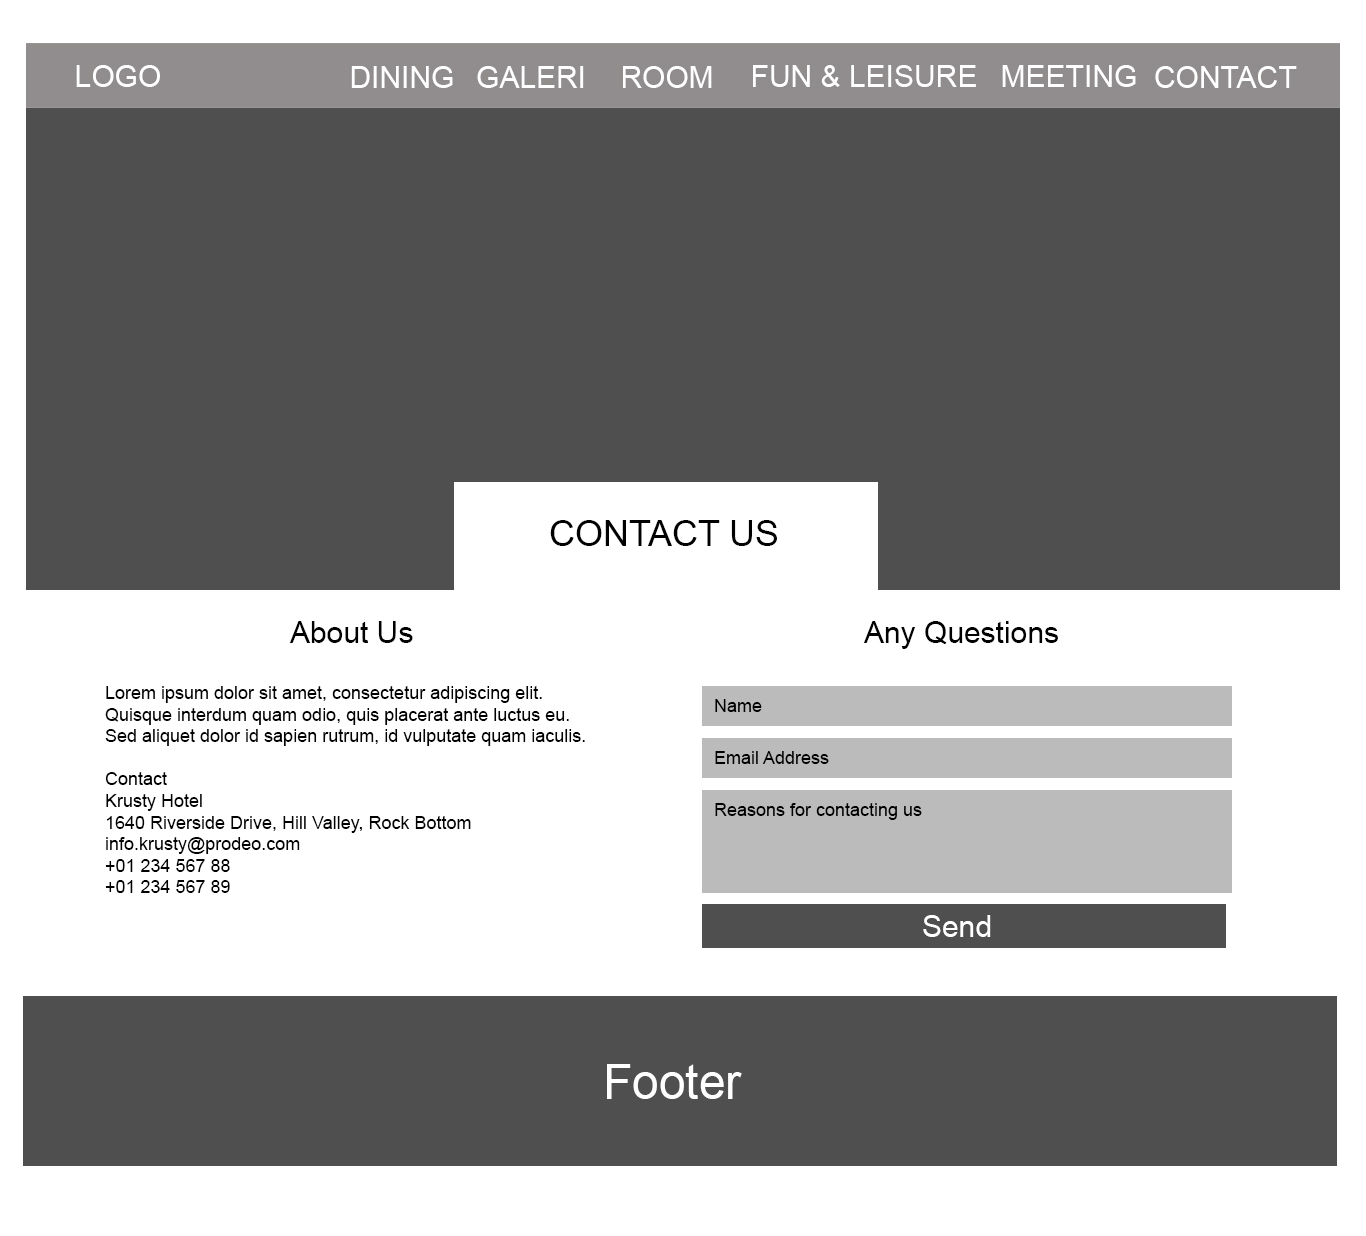 LOGO DINING GALERI ROOM FUN & LEISURE MEETING CONTACT
CONTACT US
About Us
Lorem ipsum dolor sit amet, consectetur adipiscing elit.
Quisque interdum quam odio, quis placerat ante luctus eu.
Sed aliquet dolor id sapien rutrum, id vulputate quam iaculis.
Contact
Krusty Hotel
1640 Riverside Drive, Hill Valley, Rock Bottom
info.krusty@prodeo.com
+01 234 567 88
+01 234 567 89
Any Questions
Name
Email Address
Reasons for contacting us
Send
Footer